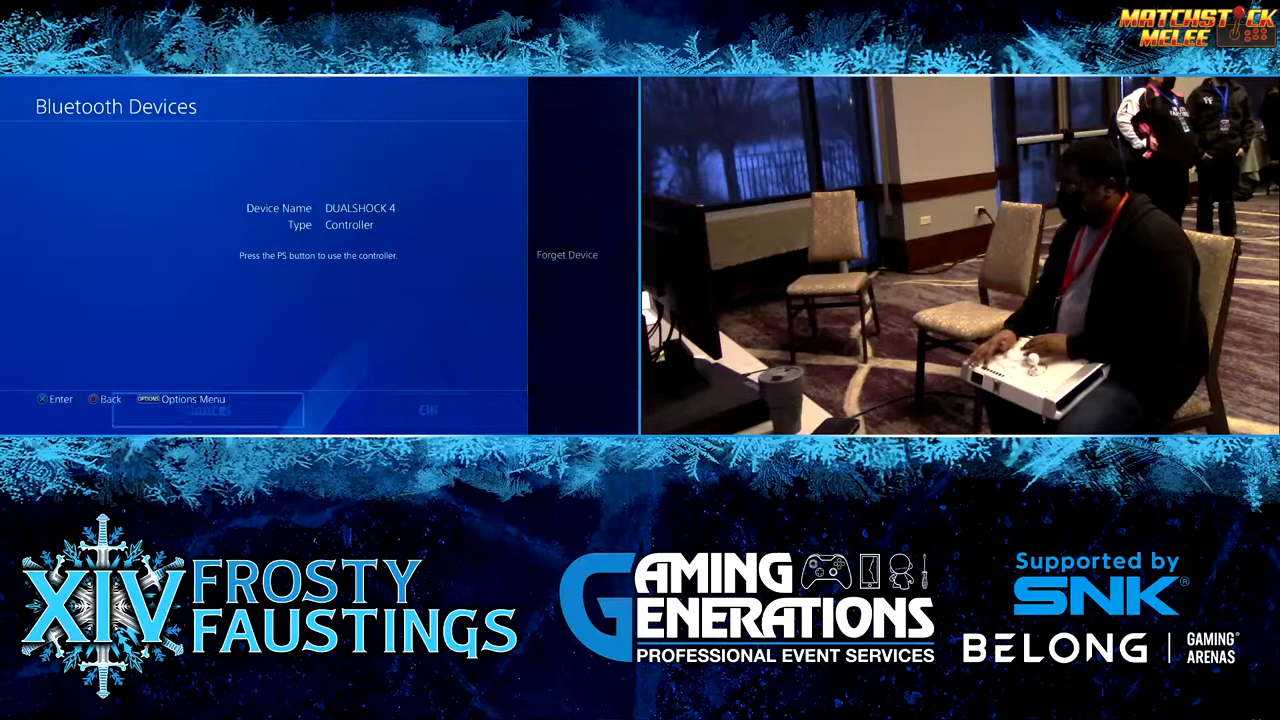 MATCHSTICK
MELEE
Bluetooth Devices
Device Name DUALSHOCK 4
Type Controller
Press the PS button to use the controller.
Forget Device
Enter Back OPTIONS Options Menu
XIV FROSTY
FAUSTINGS
GAMING
GENERATIONS
PROFESSIONAL EVENT SERVICES
Supported by
SNK®
BELONG | GAMING®
ARENAS